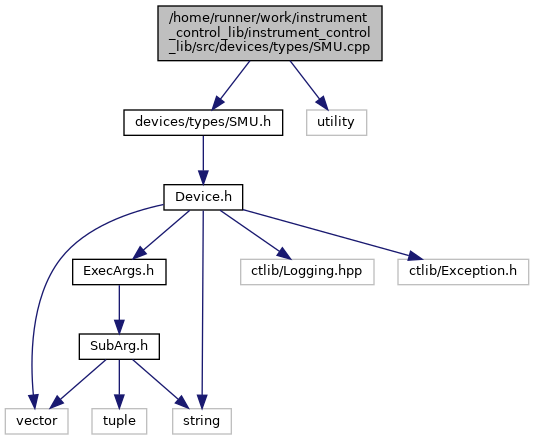 /home/runner/work/instrument
_control_lib/instrument_control
_lib/src/devices/types/SMU.cpp
devices/types/SMU.h
utility
Device.h
ExecArgs.h
ctlib/Logging.hpp
ctlib/Exception.h
SubArg.h
vector
tuple
string